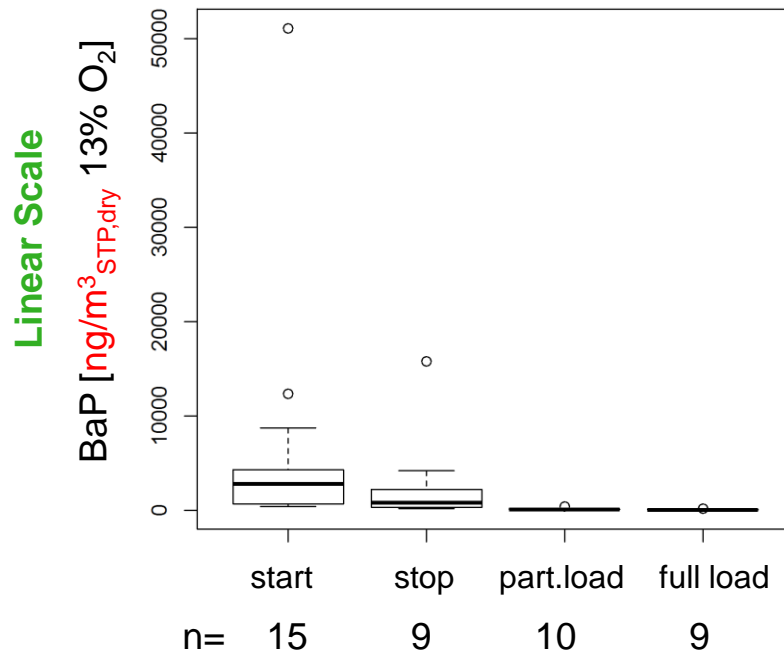 Linear Scale
BaP [ng/m³STP,dry 13% O₂]
50000
40000
30000
20000
10000
0
start stop part.load full load
n= 15 9 10 9